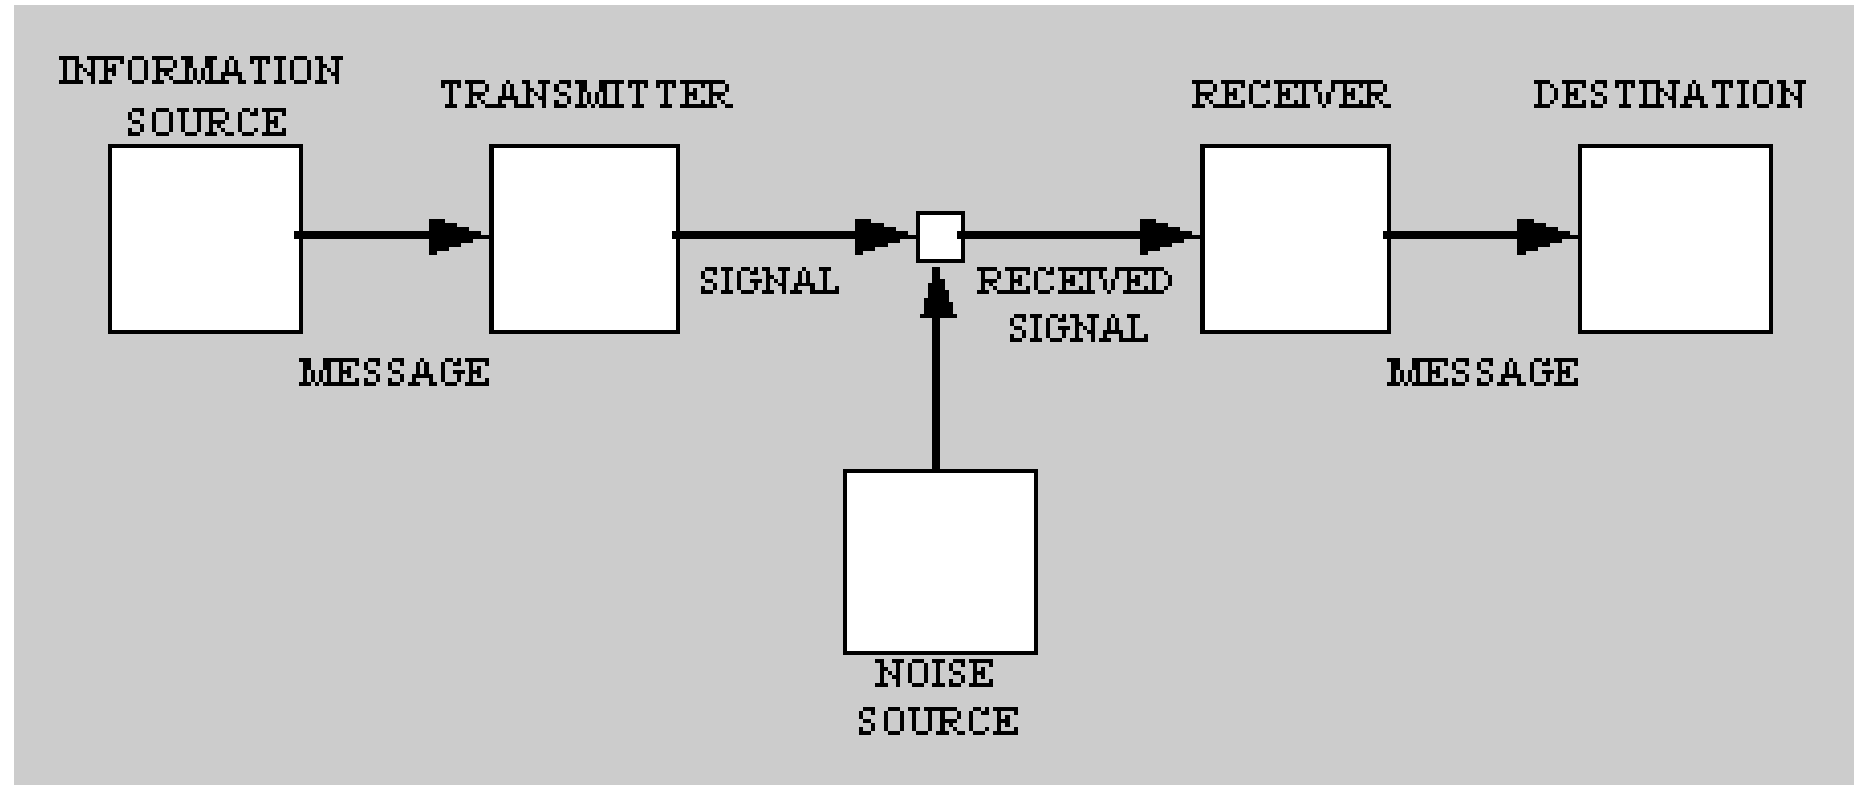 INFORMATION
SOURCE
TRANSMITTER
RECEIVER
DESTINATION
SIGNAL
RECEIVED
SIGNAL
MESSAGE
MESSAGE
NOISE
SOURCE